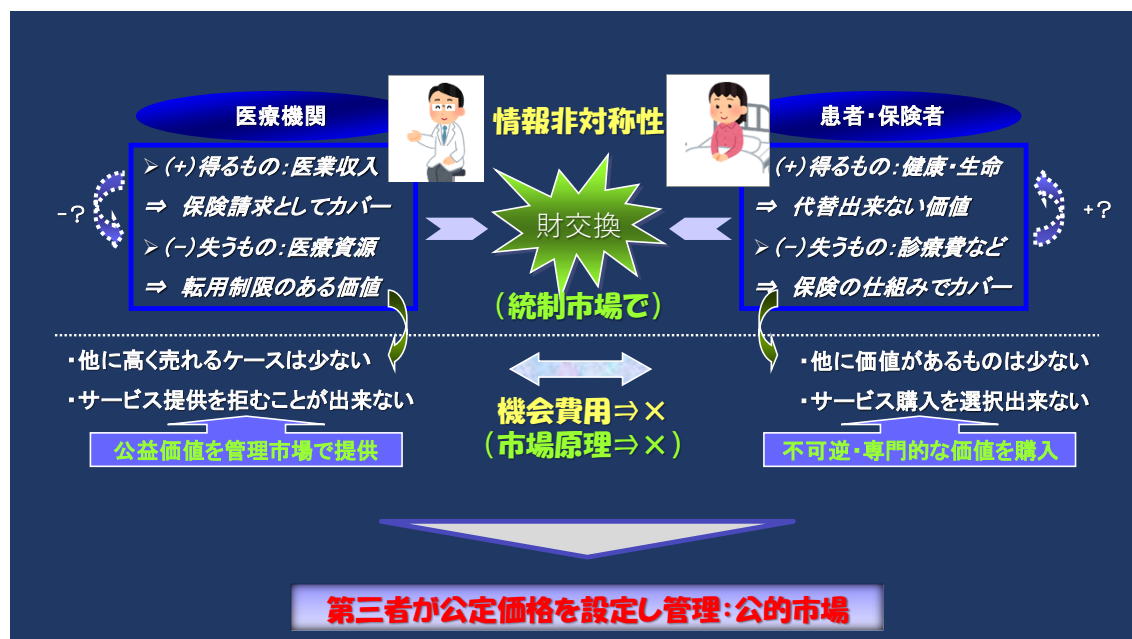 情報非対称性
医療機関
➢(+)得るもの：医業収入
⇒ 保険請求としてカバー
➢(-)失うもの：医療資源
⇒ 転用制限のある価値
-?
財交換
(統制市場で)
患者・保険者
(+)得るもの：健康・生命
⇒ 代替出来ない価値
➢(-)失うもの：診療費など
⇒ 保険の仕組みでカバー
+?
・他に高く売れるケースは少ない
・サービス提供を拒むことが出来ない
公益価値を管理市場で提供
機会費用⇒×
(市場原理⇒×)
・他に価値があるものは少ない
・サービス購入を選択出来ない
不可逆・専門的な価値を購入
第三者が公定価格を設定し管理：公的市場